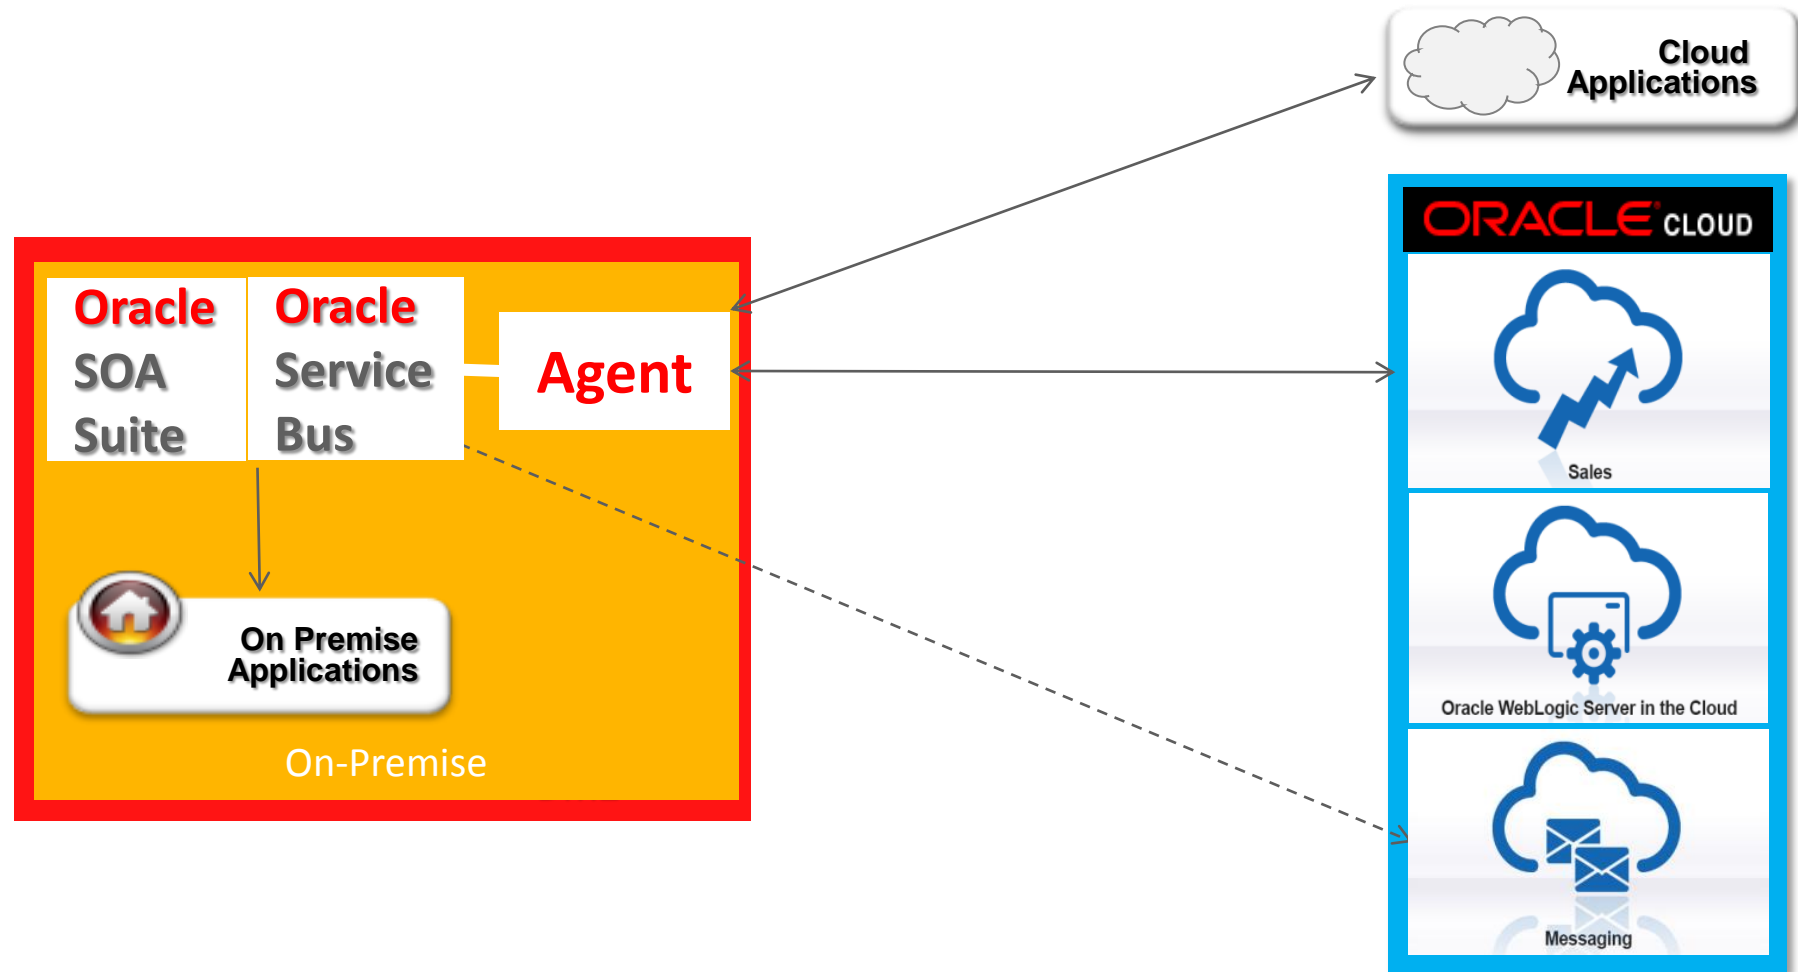 Cloud
Applications
ORACLE® CLOUD
Oracle
SOA
Suite
Oracle
Service
Bus
Agent
Sales
On Premise
Applications
Oracle WebLogic Server in the Cloud
On-Premise
Messaging